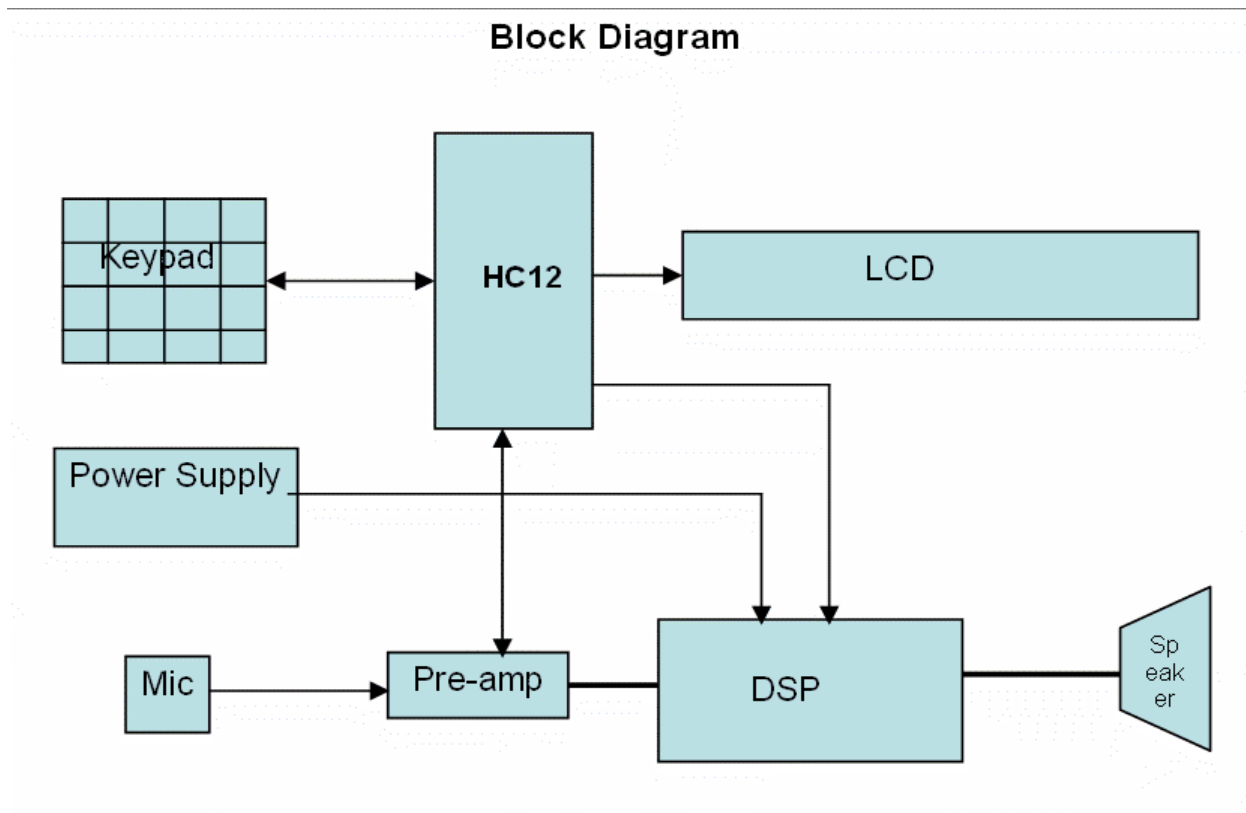 Block Diagram
Keypad
HC12
LCD
Power Supply
Mic
Pre-amp
DSP
Sp
eak
er